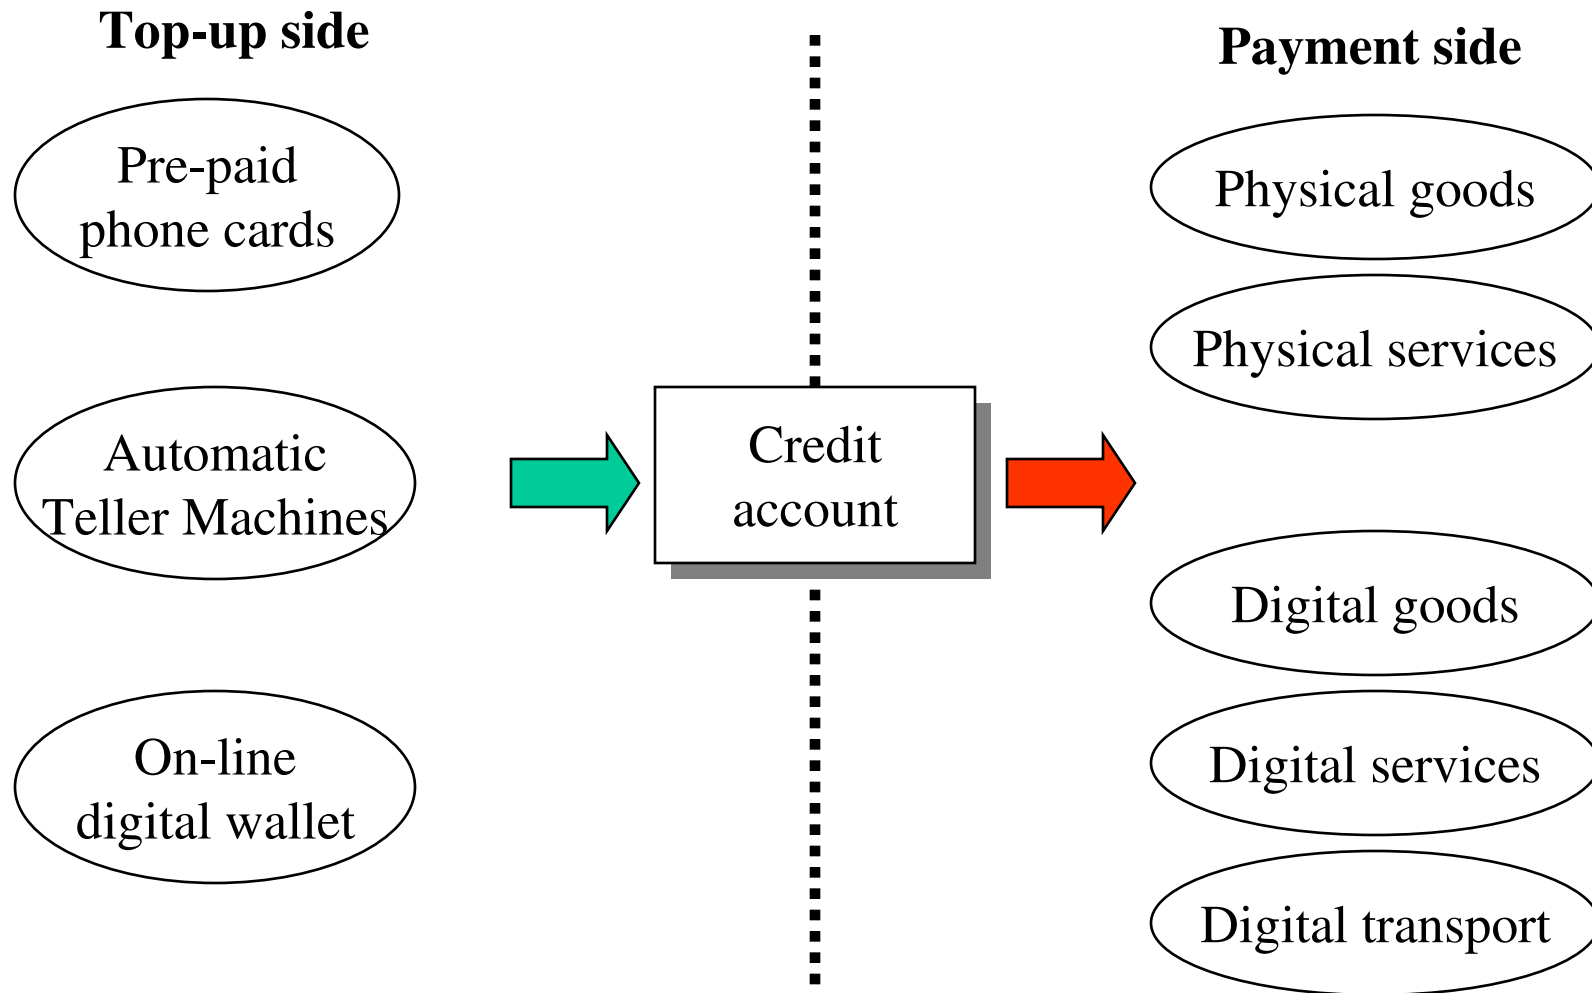 Top-up side
Pre-paid
phone cards
Automatic
Teller Machines
On-line
digital wallet
Credit
account
Payment side
Physical goods
Physical services
Digital goods
Digital services
Digital transport